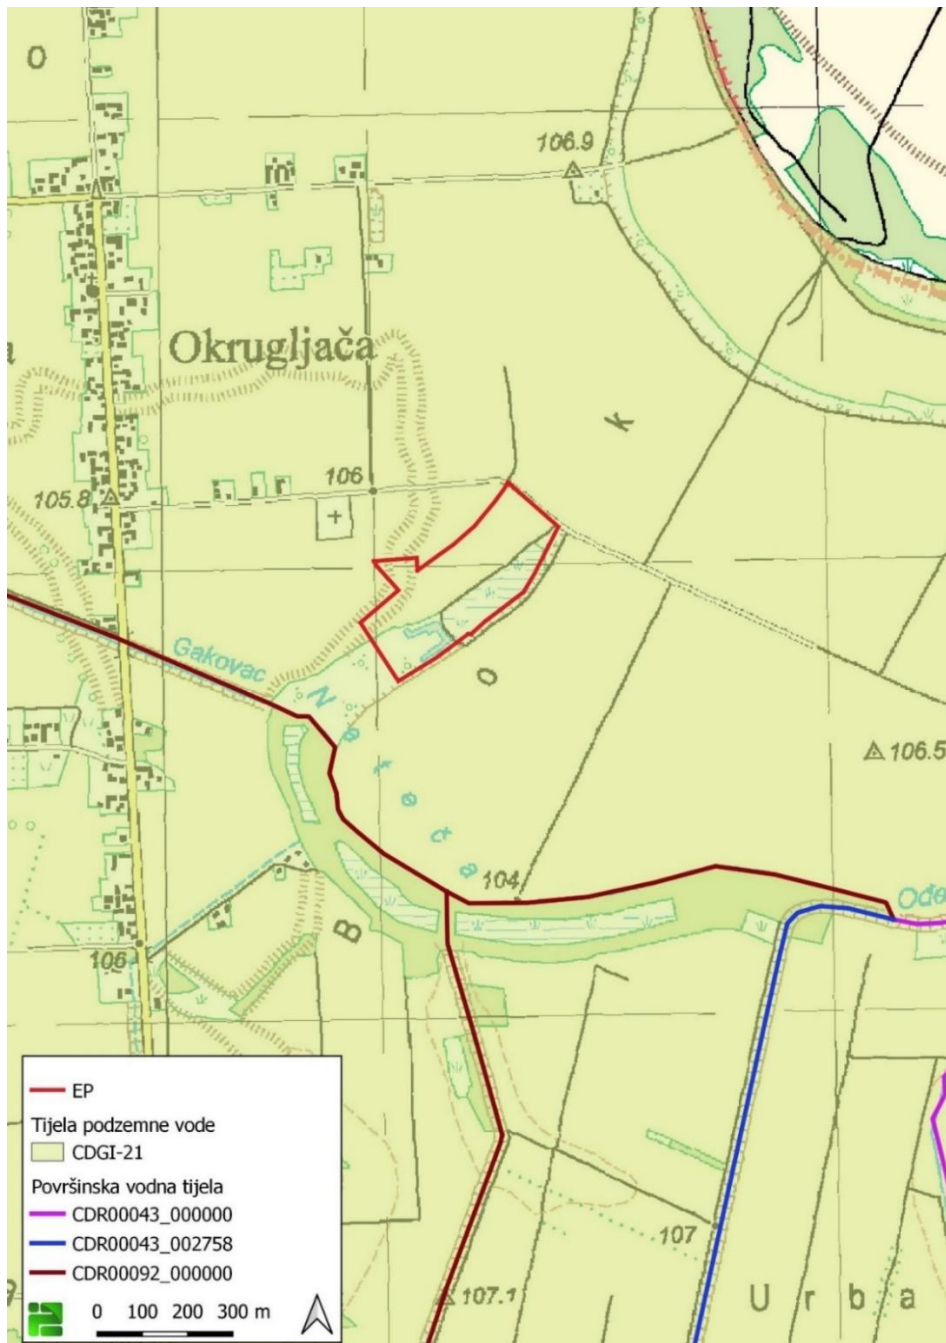 o
106.9
m
Okrugljača
a
k
106
105.8
Gakovac
N e t e č a
o
106.5
104
Ođe
B
106
107
107.1
U r b a
EP
Tijela podzemne vode
CDGI-21
Površinska vodna tijela
CDR00043_000000
CDR00043_002758
CDR00092_000000
0 100 200 300 m